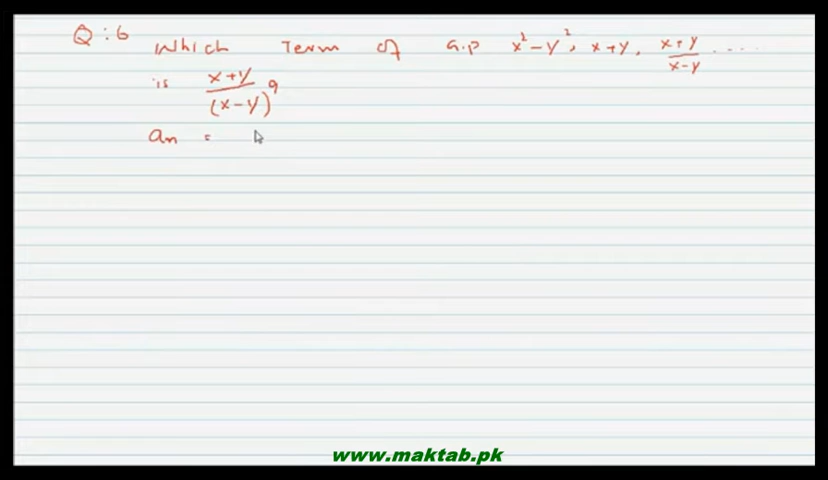 Q:6 Which Term of G.P x² - y², x+y, (x+y)/(x-y) .....
is (x+y)/(x-y)⁹
an =
www.maktab.pk